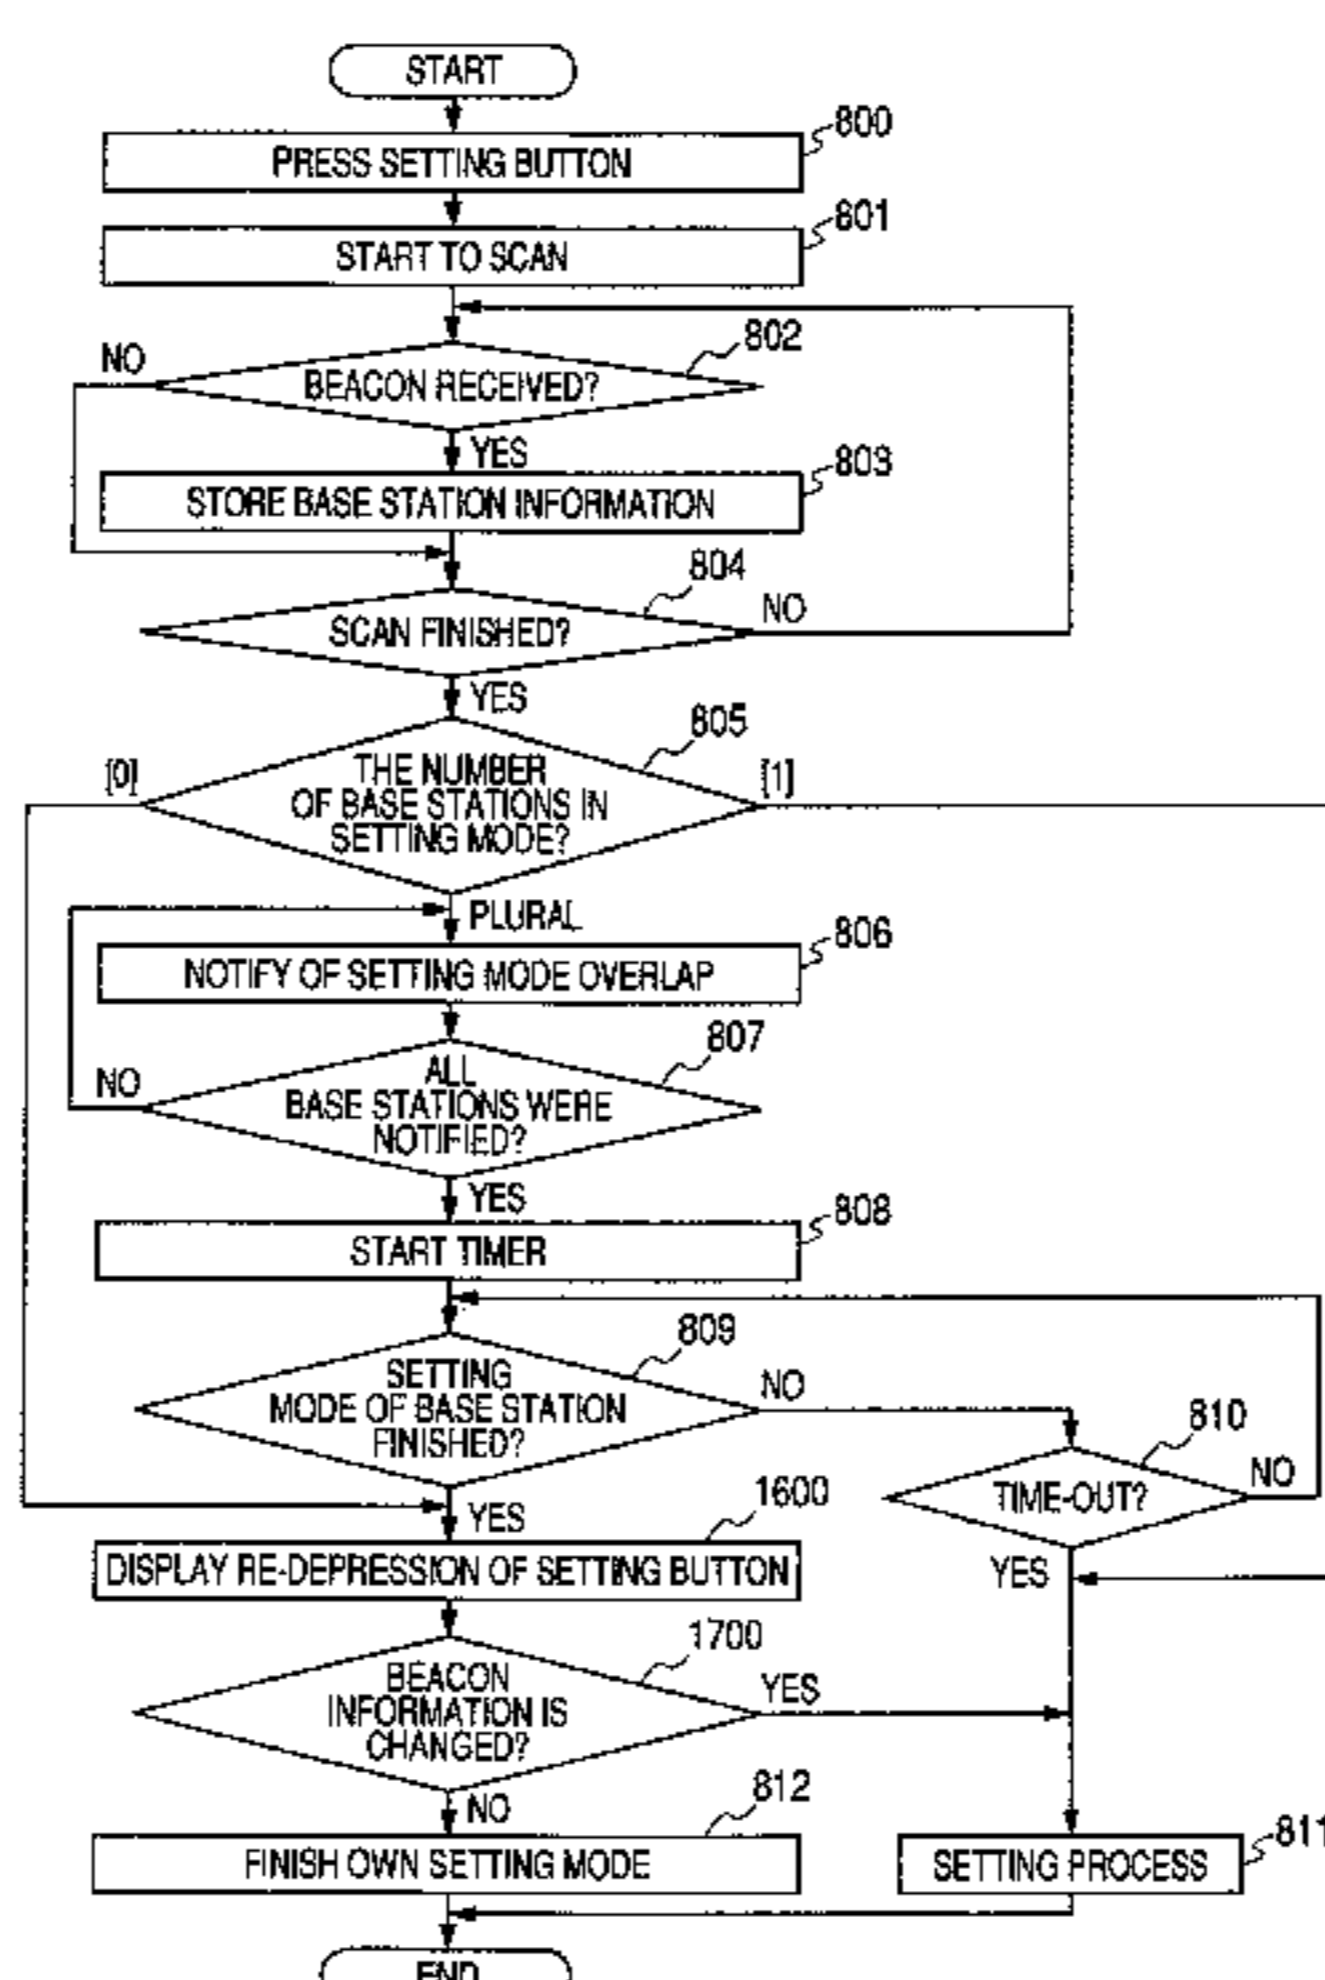 START
800
PRESS SETTING BUTTON
801
START TO SCAN
802
NO
BEACON RECEIVED?
YES
803
STORE BASE STATION INFORMATION
804
NO
SCAN FINISHED?
YES
805
[0]
[1]
THE NUMBER
OF BASE STATIONS IN
SETTING MODE?
PLURAL
806
NOTIFY OF SETTING MODE OVERLAP
807
ALL
NO
BASE STATIONS WERE
NOTIFIED?
YES
808
START TIMER
809
SETTING
NO
MODE OF BASE STATION
FINISHED?
810
NO
TIME-OUT?
YES
1600
YES
DISPLAY RE-DEPRESSION OF SETTING BUTTON
1700
BEACON
YES
INFORMATION IS
CHANGED?
NO
812
FINISH OWN SETTING MODE
811
SETTING PROCESS
END